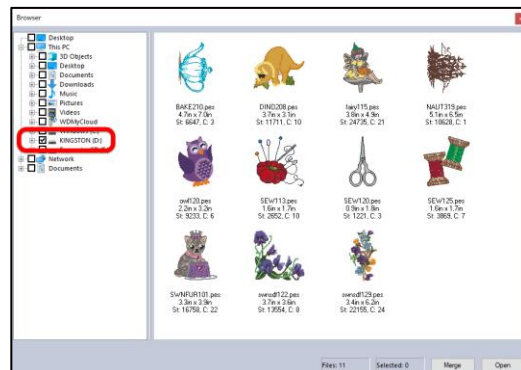 Browser
Desktop
This PC
3D Objects
Desktop
Documents
Downloads
Music
Pictures
Videos
WDMyCloud
KINGSTON (D:)
Network
Documents
BAKE210.pes
4.7in x 7.0in
St: 6647, C: 3
DINO208.pes
3.7in x 3.1in
St: 11711, C: 10
fairy115.pes
3.8in x 4.9in
St: 24735, C: 21
NAUT319.pes
5.1in x 6.5in
St: 18628, C: 1
owl120.pes
2.2in x 3.2in
St: 9233, C: 6
SEW113.pes
1.6in x 1.7in
St: 2652, C: 10
SEW120.pes
0.9in x 1.8in
St: 1221, C: 3
SEW125.pes
1.6in x 1.7in
St: 3869, C: 7
SWNFUR101.pes
3.3in x 3.9in
St: 16758, C: 22
swnsdf122.pes
3.7in x 3.6in
St: 13554, C: 8
swnsdf129.pes
3.4in x 6.2in
St: 22155, C: 24
Files: 11
Selected: 0
Merge
Open